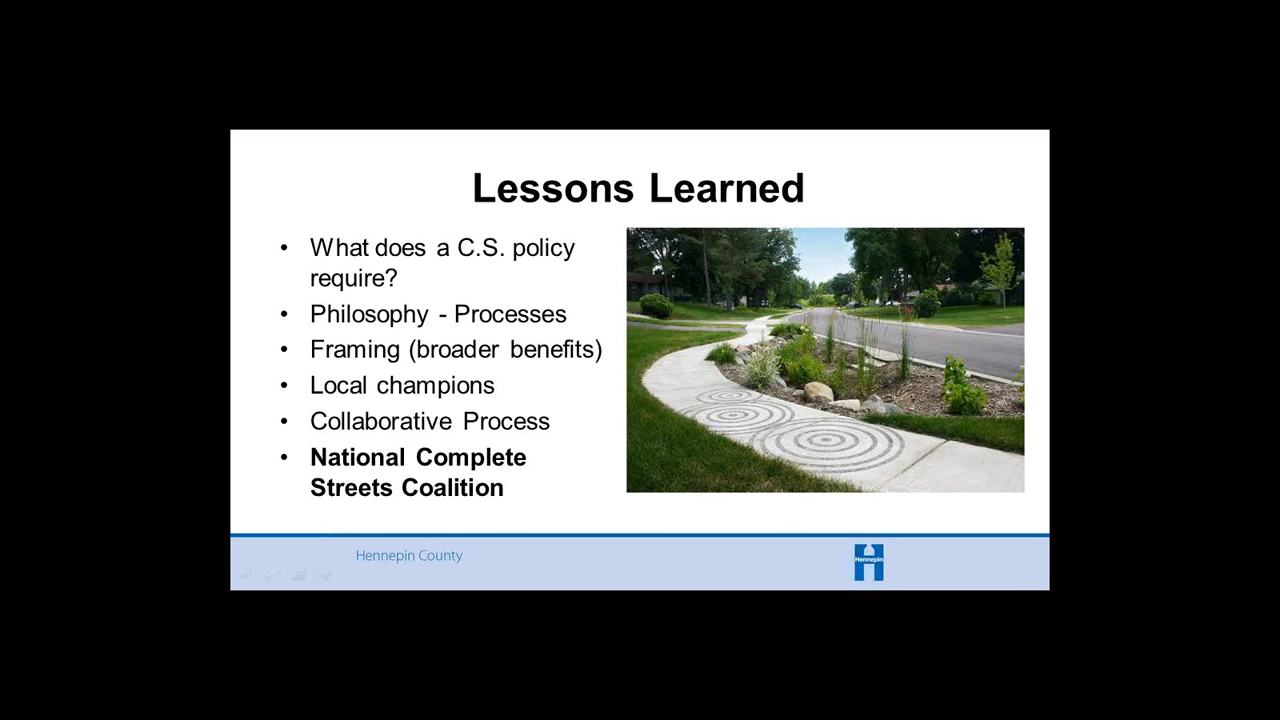 Lessons Learned
• What does a C.S. policy
require?
• Philosophy - Processes
• Framing (broader benefits)
• Local champions
• Collaborative Process
• National Complete
Streets Coalition
Hennepin County
Hennepin